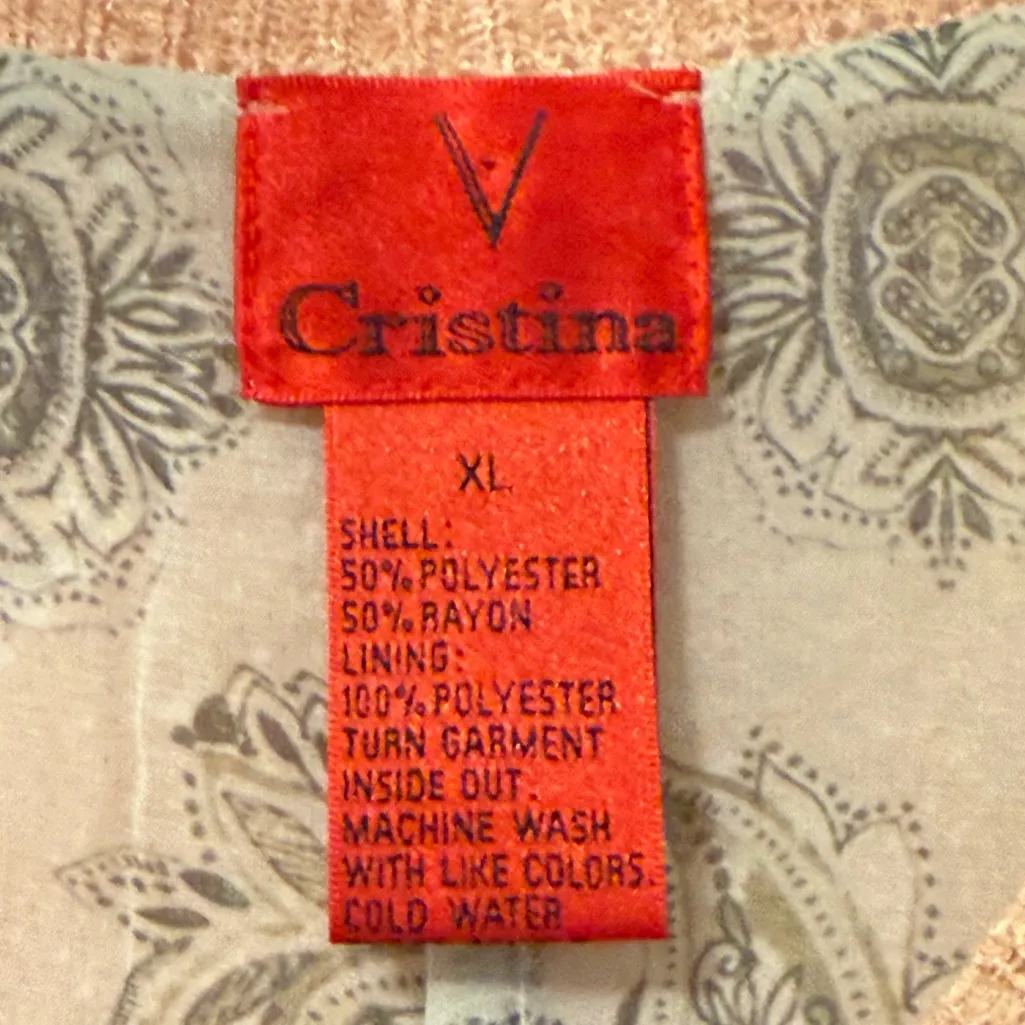 V
Cristina
XL
SHELL:
50% POLYESTER
50% RAYON
LINING:
100% POLYESTER
TURN GARMENT
INSIDE OUT.
MACHINE WASH
WITH LIKE COLORS
COLD WATER